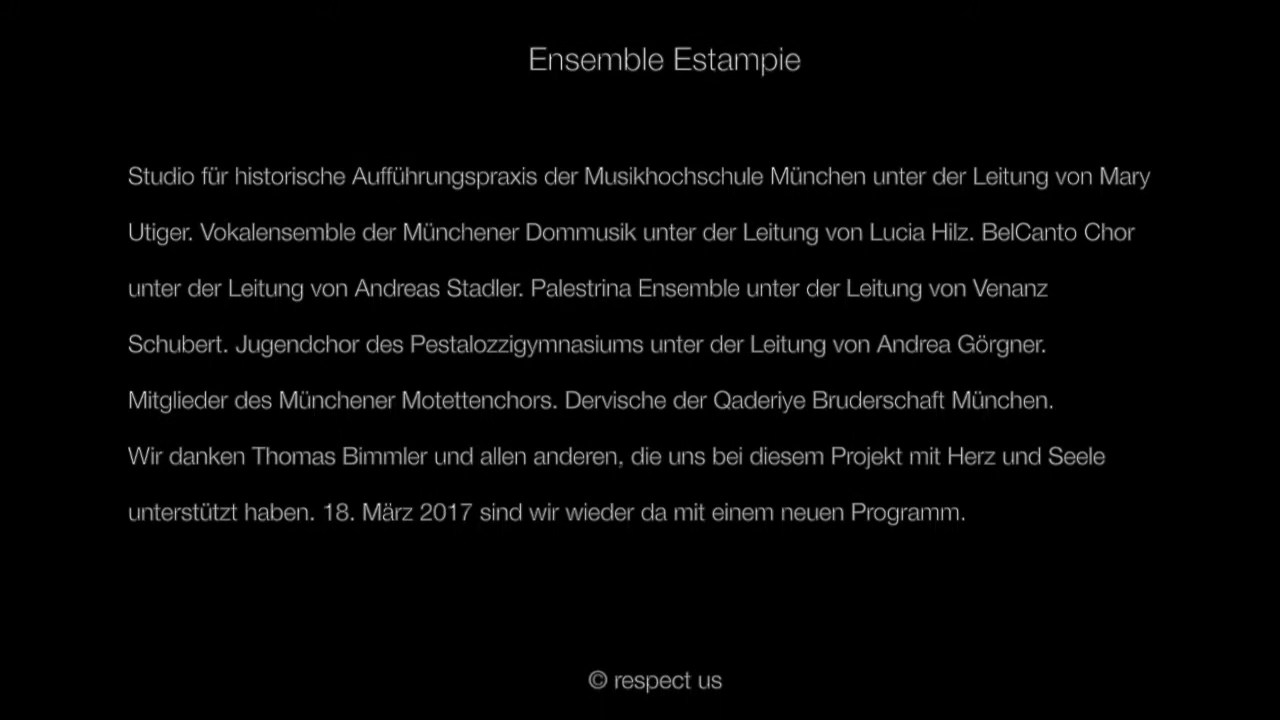 Ensemble Estampie
Studio für historische Aufführungspraxis der Musikhochschule München unter der Leitung von Mary
Utiger. Vokalensemble der Münchener Dommusik unter der Leitung von Lucia Hilz. BelCanto Chor
unter der Leitung von Andreas Stadler. Palestrina Ensemble unter der Leitung von Venanz
Schubert. Jugendchor des Pestalozzigymnasiums unter der Leitung von Andrea Görgner.
Mitglieder des Münchener Motettenchors. Dervische der Qaderiye Bruderschaft München.
Wir danken Thomas Bimmler und allen anderen, die uns bei diesem Projekt mit Herz und Seele
unterstützt haben. 18. März 2017 sind wir wieder da mit einem neuen Programm.
© respect us